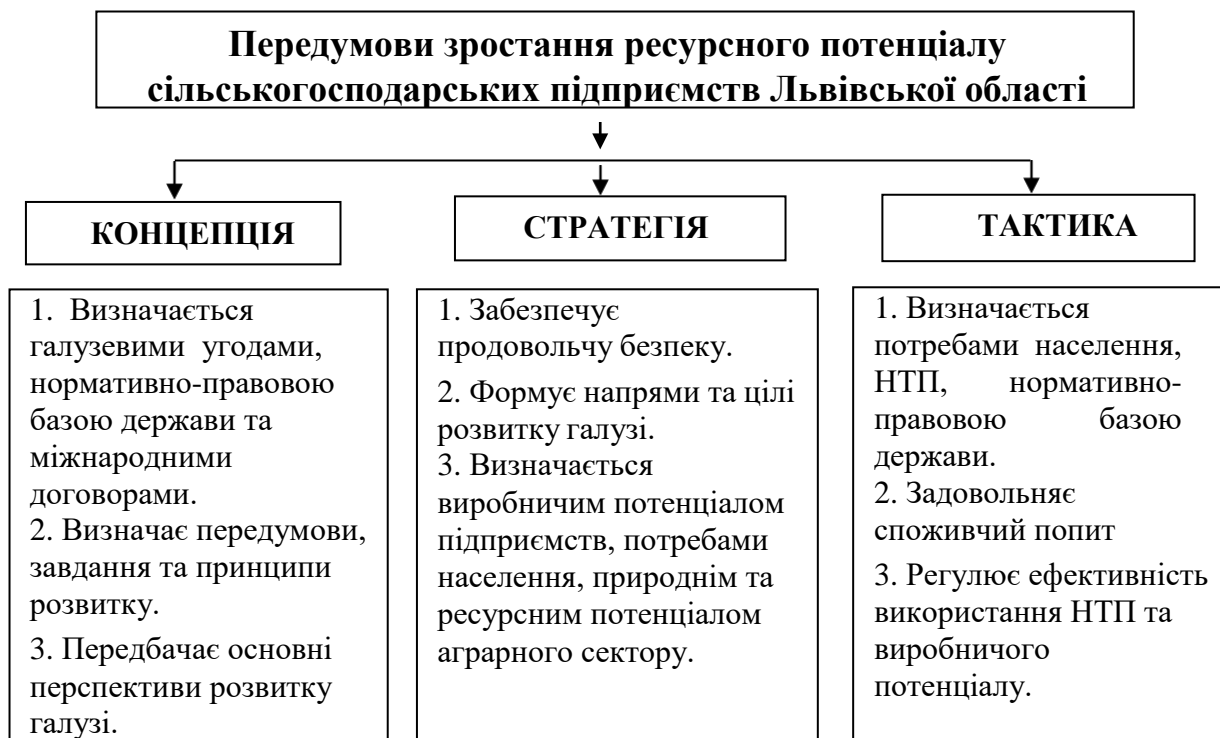 Передумови зростання ресурсного потенціалу
сільськогосподарських підприємств Львівської області
КОНЦЕПЦІЯ
1. Визначається
галузевими угодами,
нормативно-правовою
базою держави та
міжнародними
договорами.
2. Визначає передумови,
завдання та принципи
розвитку.
3. Передбачає основні
перспективи розвитку
галузі.
СТРАТЕГІЯ
1. Забезпечує
продовольчу безпеку.
2. Формує напрями та цілі
розвитку галузі.
3. Визначається
виробничим потенціалом
підприємств, потребами
населення, природнім та
ресурсним потенціалом
аграрного сектору.
ТАКТИКА
1. Визначається
потребами населення,
НТП, нормативно-
правовою базою
держави.
2. Задовольняє
споживчий попит
3. Регулює ефективність
використання НТП та
виробничого
потенціалу.